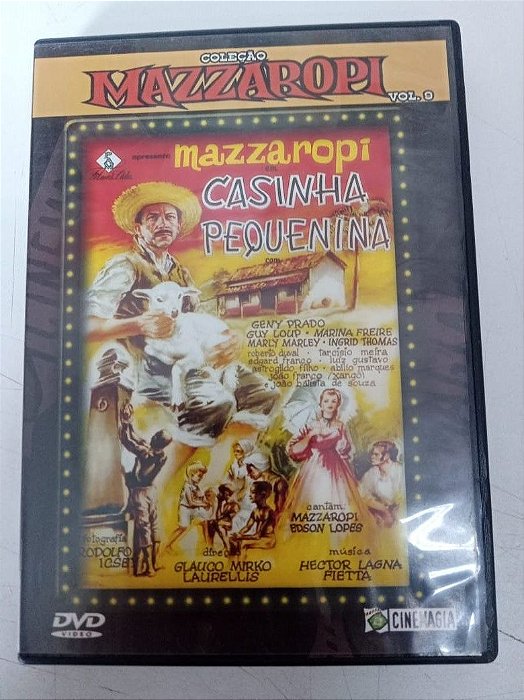 COLEÇÃO
MAZZAROPI
VOL. 9
apresenta mazzaropi
em
CASINHA
PEQUENINA
com
GENY PRADO
GUY LOUP • MARINA FREIRE
MARLY MARLEY • INGRID THOMAS
roberto duval • tarcísio meira
edgard franco • luiz gustavo
astrogildo filho • abílio marques
joão franco (xangô)
e joão batista de souza
cantam:
MAZZAROPI
EDSON LOPES
fotografia
RODOLFO
ICSEY
direção
GLAUCO MIRKO
LAURELLIS
música
HECTOR LAGNA
FIETTA
DVD
VIDEO
CINEMAGIA